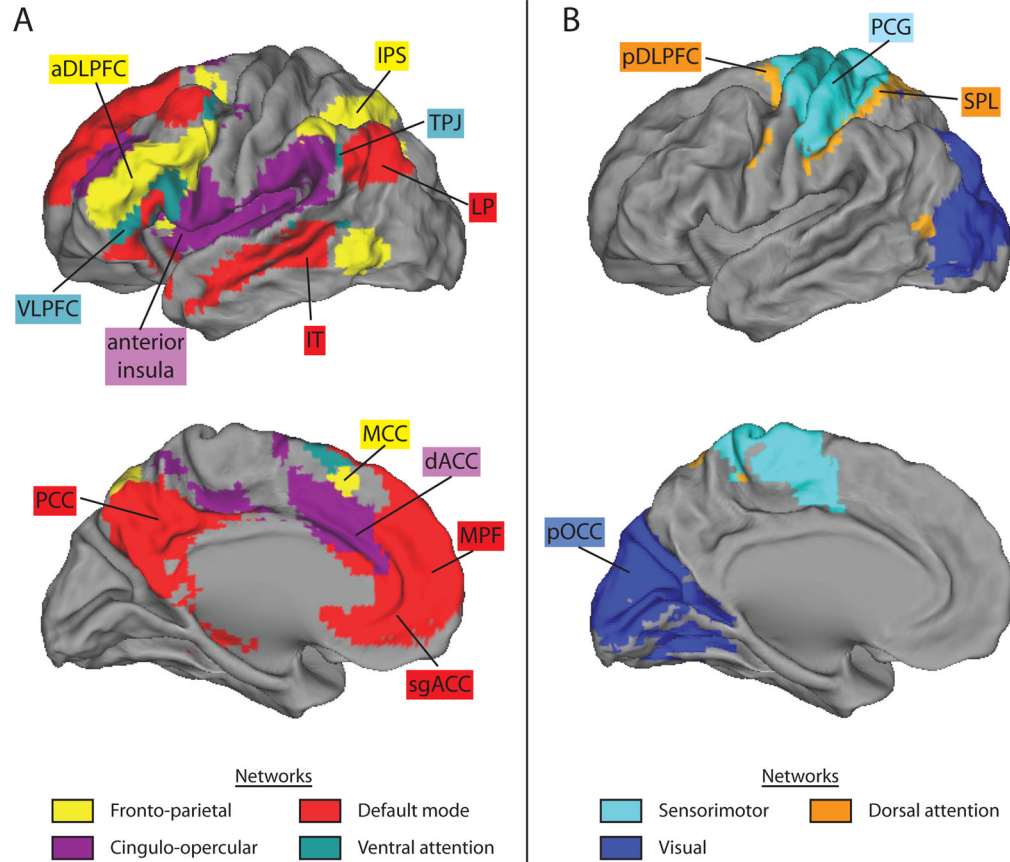 A
aDLPFC
IPS
TPJ
LP
VLPFC
anterior
insula
IT
MCC
dACC
PCC
MPF
sgACC
Networks
Fronto-parietal
Default mode
Cingulo-opercular
Ventral attention
B
PCG
pDLPFC
SPL
pOCC
Networks
Sensorimotor
Dorsal attention
Visual